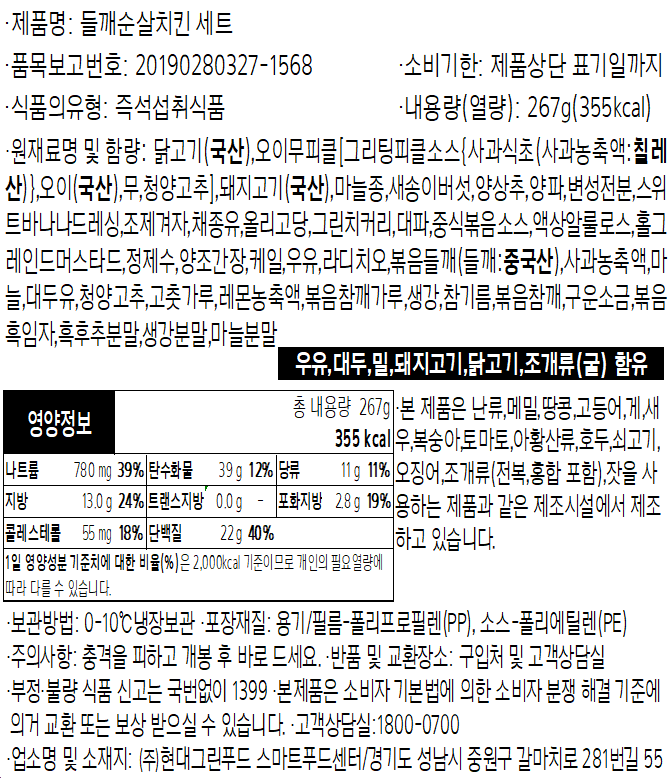 ·제품명: 들깨순살치킨 세트
·품목보고번호: 20190280327-1568 ·소비기한: 제품상단 표기일까지
·식품의유형: 즉석섭취식품 ·내용량(열량): 267g(355kcal)
·원재료명 및 함량: 닭고기(국산),오이무피클[그리팅피클소스{사과식초(사과농축액:칠레
산)},오이(국산),무,청양고추],돼지고기(국산),마늘종,새송이버섯,양상추,양파,변성전분,스위
트바나나드레싱,조제겨자,채종유,올리고당,그린치커리,대파,중식볶음소스,액상알룰로스,홀그
레인드머스타드,정제수,양조간장,케일,우유,라디치오,볶음들깨(들깨:중국산),사과농축액,마
늘,대두유,청양고추,고춧가루,레몬농축액,볶음참깨가루,생강,참기름,볶음참깨,구운소금,볶음
흑임자,흑후추분말,생강분말,마늘분말
우유,대두,밀,돼지고기,닭고기,조개류(굴) 함유
영양정보
총 내용량 267g
355 kcal
나트륨 780 mg 39% 탄수화물 39 g 12% 당류 11 g 11%
지방 13.0 g 24% 트랜스지방 0.0 g - 포화지방 2.8 g 19%
콜레스테롤 55 mg 18% 단백질 22 g 40%
1일 영양성분 기준치에 대한 비율(%)은 2,000kcal 기준이므로 개인의 필요열량에
따라 다를 수 있습니다.
·본 제품은 난류,메밀,땅콩,고등어,게,새
우,복숭아,토마토,아황산류,호두,쇠고기,
오징어,조개류(전복,홍합 포함),잣을 사
용하는 제품과 같은 제조시설에서 제조
하고 있습니다.
·보관방법: 0-10℃냉장보관 ·포장재질: 용기/필름-폴리프로필렌(PP), 소스-폴리에틸렌(PE)
·주의사항: 충격을 피하고 개봉 후 바로 드세요. ·반품 및 교환장소: 구입처 및 고객상담실
·부정·불량 식품 신고는 국번없이 1399 ·본제품은 소비자 기본법에 의한 소비자 분쟁 해결 기준에
의거 교환 또는 보상 받으실 수 있습니다. ·고객상담실:1800-0700
·업소명 및 소재지: (주)현대그린푸드 스마트푸드센터/경기도 성남시 중원구 갈마치로 281번길 55